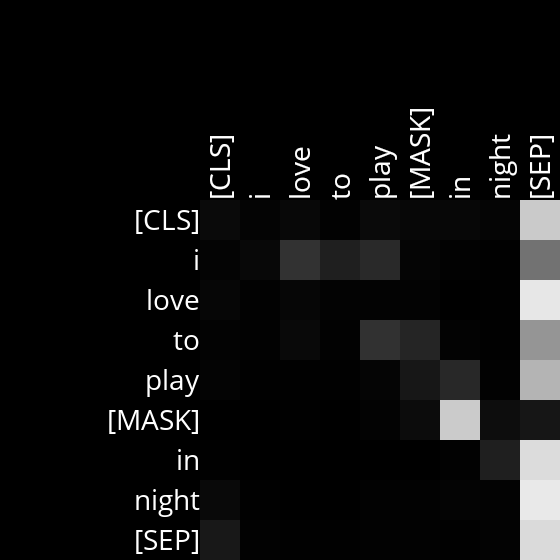 [CLS] i love to play [MASK] in night [SEP]
[CLS]
i
love
to
play
[MASK]
in
night
[SEP]